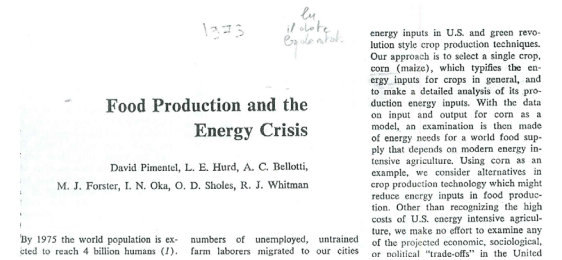 1973
Food Production and the
Energy Crisis
David Pimentel, L. E. Hurd, A. C. Bellotti,
M. J. Forster, I. N. Oka, O. D. Sholes, R. J. Whitman
By 1975 the world population is ex-
cted to reach 4 billion humans (1).
numbers of unemployed, untrained
farm laborers migrated to our cities
energy inputs in U.S. and green revo-
lution style crop production techniques.
Our approach is to select a single crop,
corn (maize), which typifies the en-
ergy inputs for crops in general, and
to make a detailed analysis of its pro-
duction energy inputs. With the data
on input and output for corn as a
model, an examination is then made
of energy needs for a world food sup-
ply that depends on modern energy in-
tensive agriculture. Using corn as an
example, we consider alternatives in
crop production technology which might
reduce energy inputs in food produc-
tion. Other than recognizing the high
costs of U.S. energy intensive agricul-
ture, we make no effort to examine any
of the projected economic, sociological,
or political "trade-offs" in the United